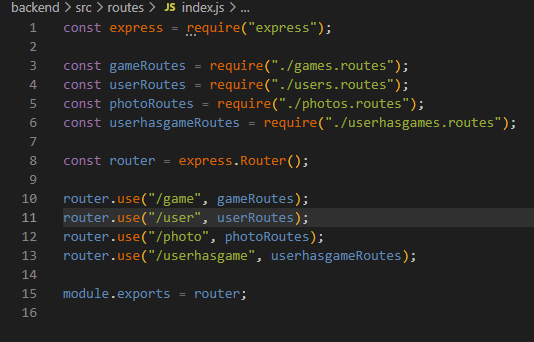 backend > src > routes > JS index.js > ...
1 const express = require("express");
2
3 const gameRoutes = require("./games.routes");
4 const userRoutes = require("./users.routes");
5 const photoRoutes = require("./photos.routes");
6 const userhasgameRoutes = require("./userhasgames.routes");
7
8 const router = express.Router();
9
10 router.use("/game", gameRoutes);
11 router.use("/user", userRoutes);
12 router.use("/photo", photoRoutes);
13 router.use("/userhasgame", userhasgameRoutes);
14
15 module.exports = router;
16